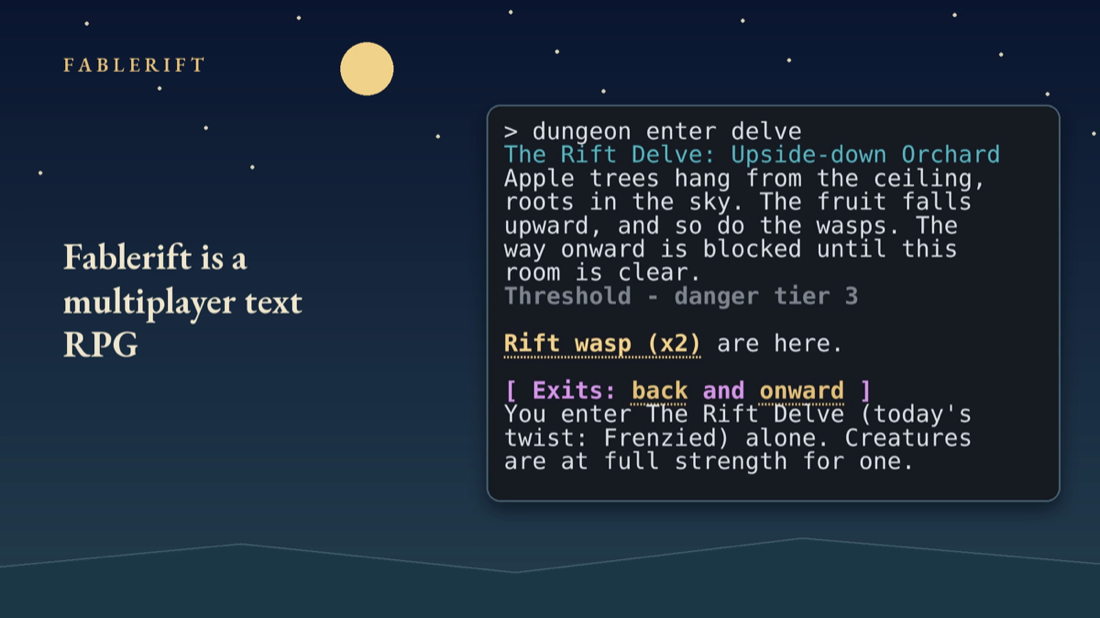 FABLERIFT
Fablerift is a
multiplayer text
RPG
> dungeon enter delve
The Rift Delve: Upside-down Orchard
Apple trees hang from the ceiling,
roots in the sky. The fruit falls
upward, and so do the wasps. The
way onward is blocked until this
room is clear.
Threshold - danger tier 3
Rift wasp (x2) are here.
[ Exits: back and onward ]
You enter The Rift Delve (today's
twist: Frenzied) alone. Creatures
are at full strength for one.